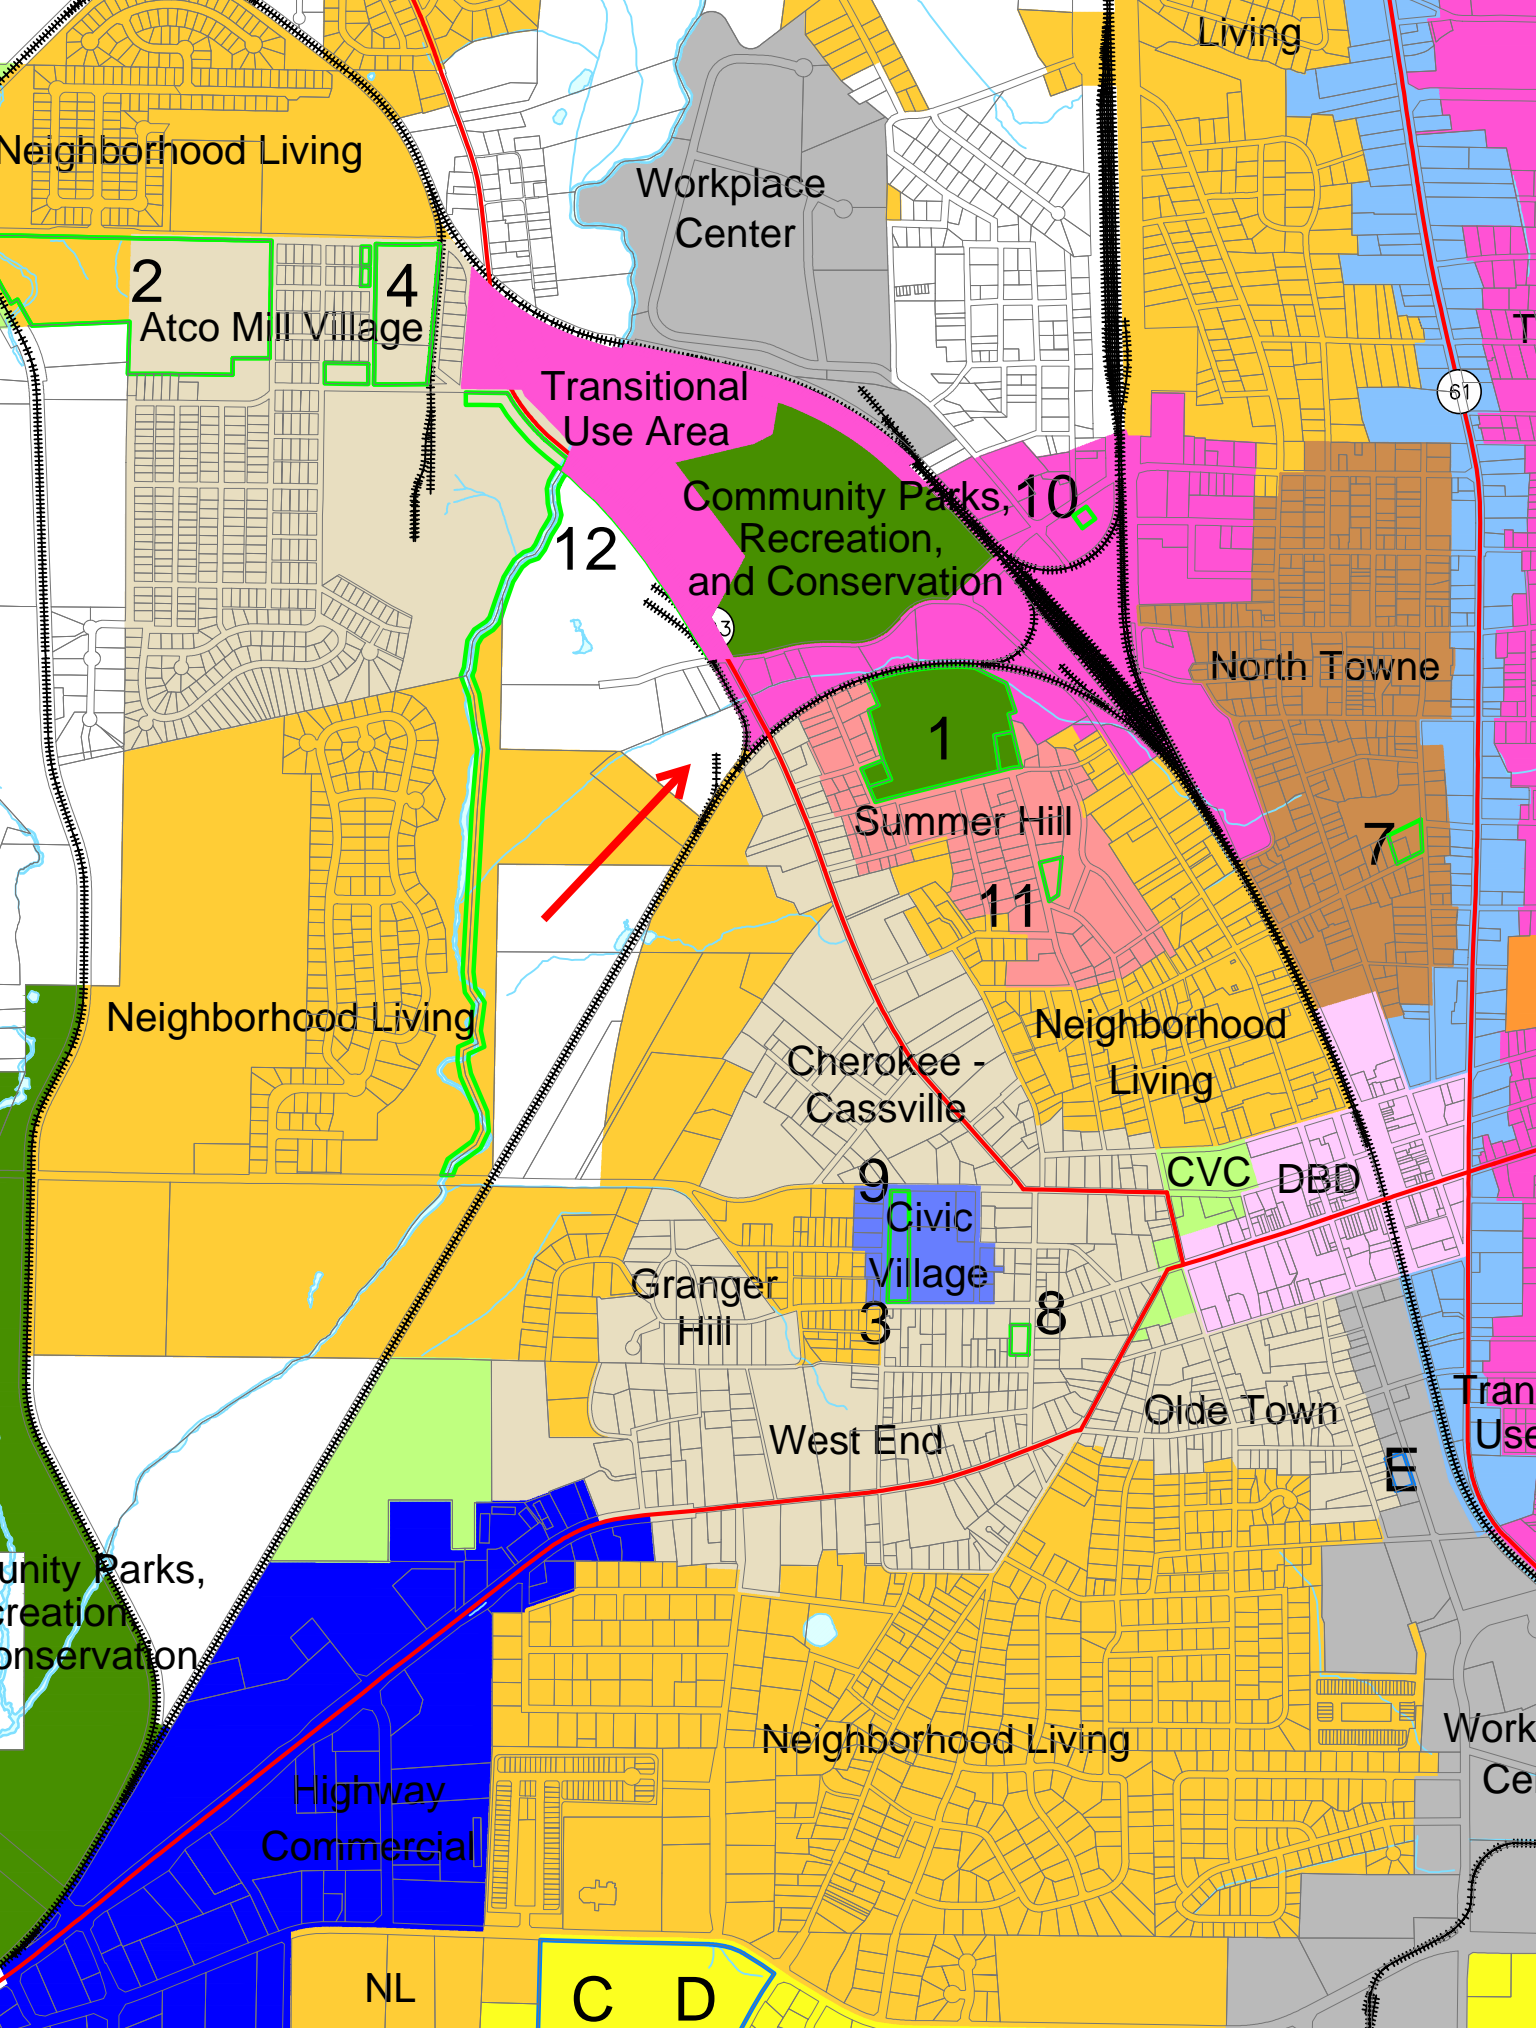 Living
Neighborhood Living
Workplace
Center
2
4
Atco Mill Village
T
61
Transitional
Use Area
Community Parks,
Recreation,
and Conservation
10
12
3
North Towne
1
Summer Hill
7
11
Neighborhood Living
Neighborhood
Living
Cherokee -
Cassville
CVC
DBD
9
Civic
Village
Granger
Hill
3
8
West End
Olde Town
Tran
Use
E
unity Parks,
creation
onservation
Neighborhood Living
Work
Ce
Highway
Commercial
NL
C
D